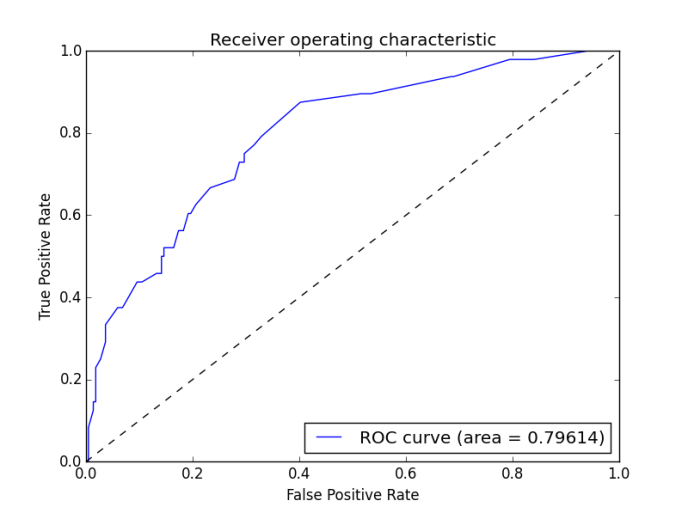 Receiver operating characteristic
1.0
0.8
0.6
0.4
0.2
0.0
True Positive Rate
ROC curve (area = 0.79614)
0.0 0.2 0.4 0.6 0.8 1.0
False Positive Rate